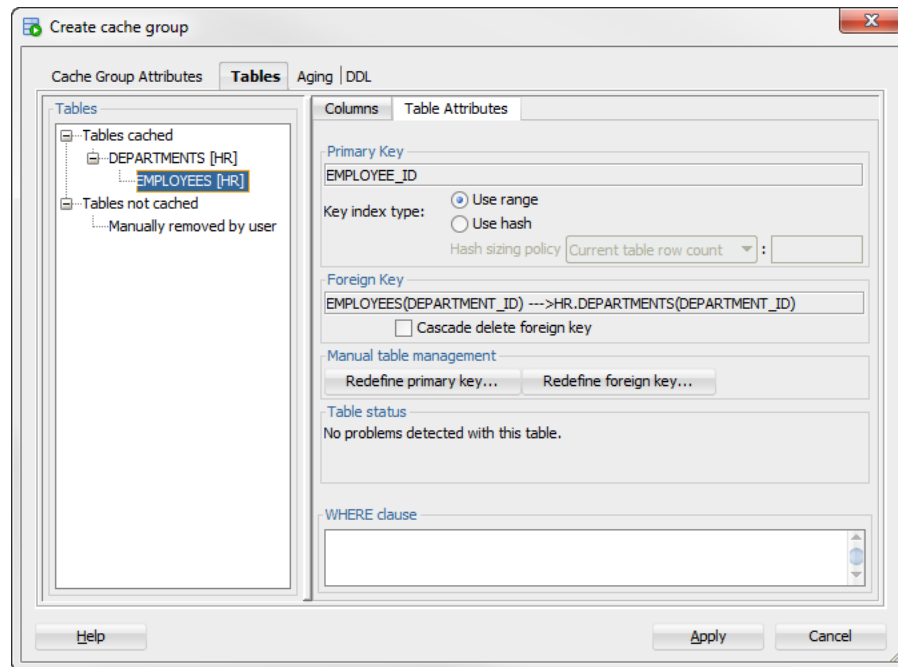 Create cache group
Cache Group Attributes Tables Aging DDL
Tables
Tables cached
DEPARTMENTS [HR]
EMPLOYEES [HR]
Tables not cached
Manually removed by user
Columns Table Attributes
Primary Key
EMPLOYEE_ID
Key index type:
Use range
Use hash
Hash sizing policy Current table row count :
Foreign Key
EMPLOYEES(DEPARTMENT_ID) --->HR.DEPARTMENTS(DEPARTMENT_ID)
Cascade delete foreign key
Manual table management
Redefine primary key... Redefine foreign key...
Table status
No problems detected with this table.
WHERE clause
Help Apply Cancel